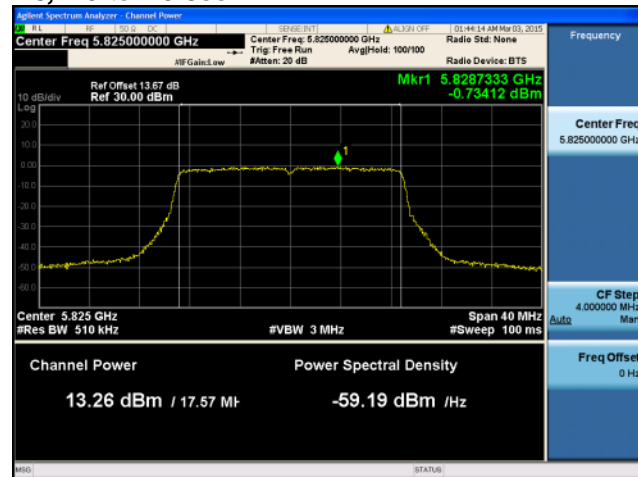 Agilent Spectrum Analyzer - Channel Power
RL RF 50 Ω DC SENSE:INT ALIGN OFF 01:44:14 AM Mar 03, 2015
Center Freq 5.825000000 GHz Center Freq: 5.825000000 GHz Radio Std: None Frequency
Trig: Free Run Avg|Hold: 100/100
#IFGain:Low #Atten: 20 dB Radio Device: BTS
Ref Offset 13.67 dB Mkr1 5.8287333 GHz
10 dB/div Ref 30.00 dBm -0.73412 dBm
Log
20.0
10.0
0.00
-10.0
-20.0
-30.0
-40.0
-50.0
-60.0
1
Center Freq
5.825000000 GHz
Center 5.825 GHz Span 40 MHz
#Res BW 510 kHz #VBW 3 MHz #Sweep 100 ms
CF Step
4.000000 MHz
Auto Man
Channel Power Power Spectral Density
13.26 dBm / 17.57 MH -59.19 dBm /Hz
Freq Offset
0 Hz
MSG STATUS